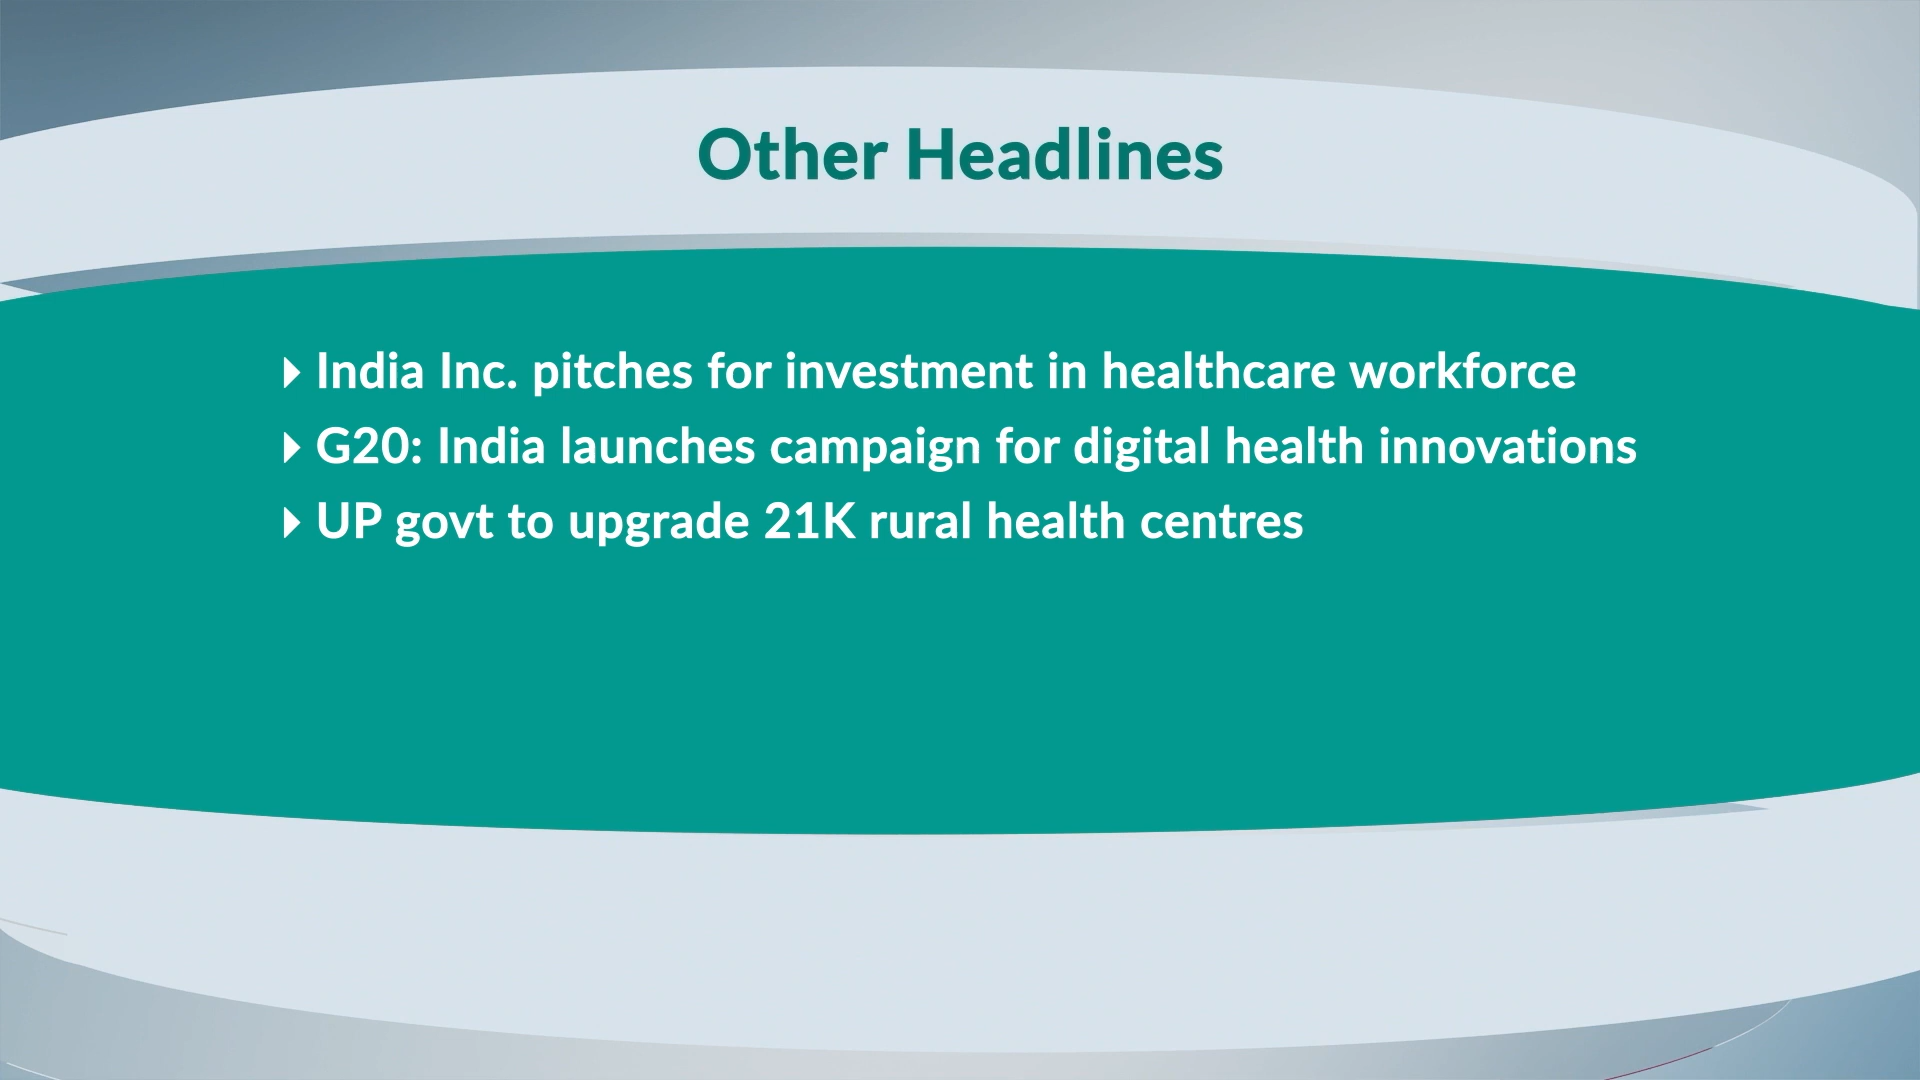 Other Headlines
India Inc. pitches for investment in healthcare workforce
G20: India launches campaign for digital health innovations
UP govt to upgrade 21K rural health centres